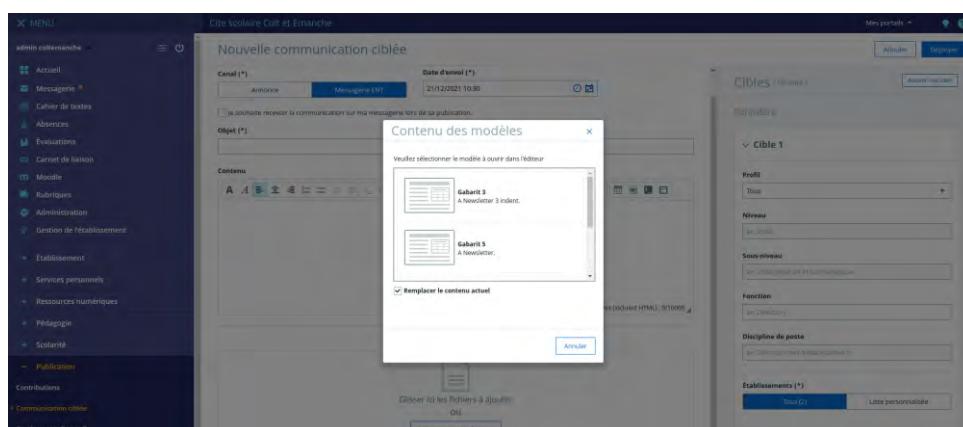 MENU
Cite scolaire Colt et Emanche
Mes portails
admin coltemanche
Accueil
Messagerie
Cahier de textes
Absences
Évaluations
Carnet de liaison
Moodle
Rubriques
Administration
Gestion de l'établissement
Établissement
Services personnels
Ressources numériques
Pédagogie
Scolarité
Publication
Contributions
Communication ciblée
Nouvelle communication ciblée
Annuler
Canal (*)
Annonce
Messagerie ENT
Date d'envoi (*)
21/12/2021 10:30
Je souhaite recevoir la communication sur ma messagerie lors de sa publication.
Objet (*)
Contenu
Contenu des modèles
Veuillez sélectionner le modèle à ouvrir dans l'éditeur
Gabarit 3
A Newsletter 3 indent.
Gabarit 5
A Newsletter.
Remplacer le contenu actuel
Annuler
Glisser ici les fichiers à ajouter
OU
Cibles
Cible 1
Profil
Tous
Niveau
Sous-niveau
Fonction
Discipline de poste
Établissements (*)
Tous (2)
Liste personnalisée